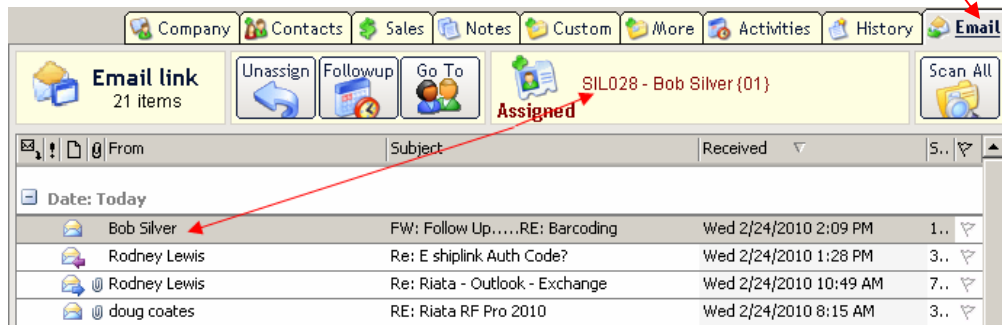 Company Contacts Sales Notes Custom More Activities History Email
Email link
21 items
Unassign Followup Go To
Assigned
SIL028 - Bob Silver {01}
Scan All
From Subject Received S..
Date: Today
Bob Silver FW: Follow Up.....RE: Barcoding Wed 2/24/2010 2:09 PM 1..
Rodney Lewis Re: E shiplink Auth Code? Wed 2/24/2010 1:28 PM 3..
Rodney Lewis RE: Riata - Outlook - Exchange Wed 2/24/2010 10:49 AM 7..
doug coates RE: Riata RF Pro 2010 Wed 2/24/2010 8:15 AM 3..